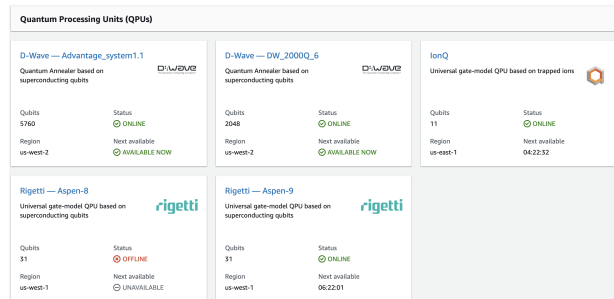 Quantum Processing Units (QPUs)
D-Wave — Advantage_system1.1
Quantum Annealer based on
superconducting qubits
D:\WAVE
Qubits
5760
Status
ONLINE
Region
us-west-2
Next available
AVAILABLE NOW
D-Wave — DW_2000Q_6
Quantum Annealer based on
superconducting qubits
D:\WAVE
Qubits
2048
Status
ONLINE
Region
us-west-2
Next available
AVAILABLE NOW
IonQ
Universal gate-model QPU based on trapped ions
Qubits
11
Status
ONLINE
Region
us-east-1
Next available
04:22:32
Rigetti — Aspen-8
Universal gate-model QPU based on
superconducting qubits
rigetti
Qubits
31
Status
OFFLINE
Region
us-west-1
Next available
UNAVAILABLE
Rigetti — Aspen-9
Universal gate-model QPU based on
superconducting qubits
rigetti
Qubits
31
Status
ONLINE
Region
us-west-1
Next available
06:22:01